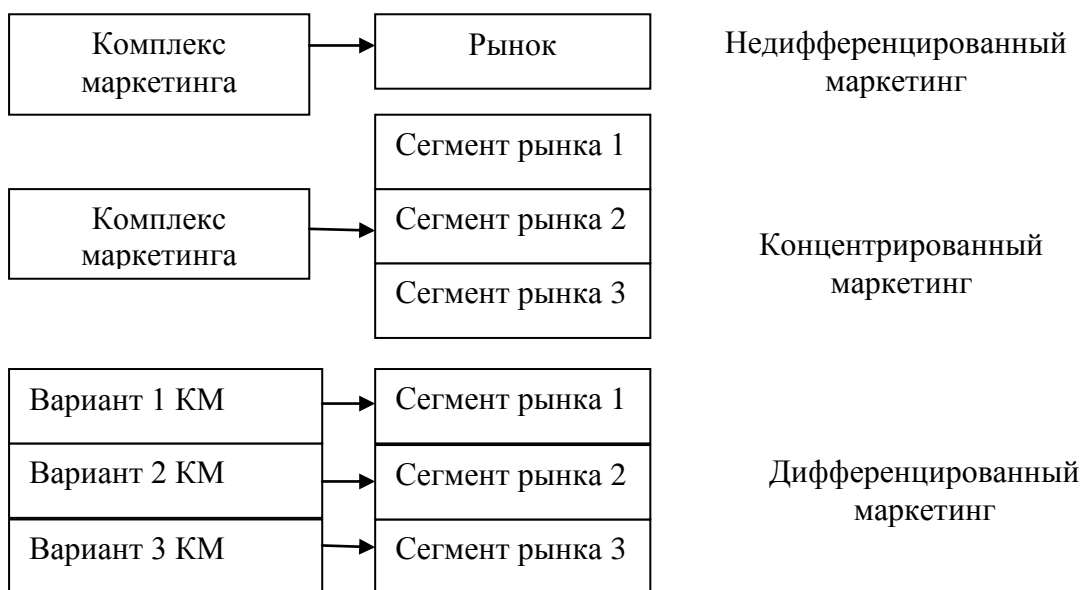 Комплекс
маркетинга
Рынок
Недифференцированный
маркетинг
Комплекс
маркетинга
Сегмент рынка 1
Сегмент рынка 2
Сегмент рынка 3
Концентрированный
маркетинг
Вариант 1 КМ
Сегмент рынка 1
Вариант 2 КМ
Сегмент рынка 2
Вариант 3 КМ
Сегмент рынка 3
Дифференцированный
маркетинг